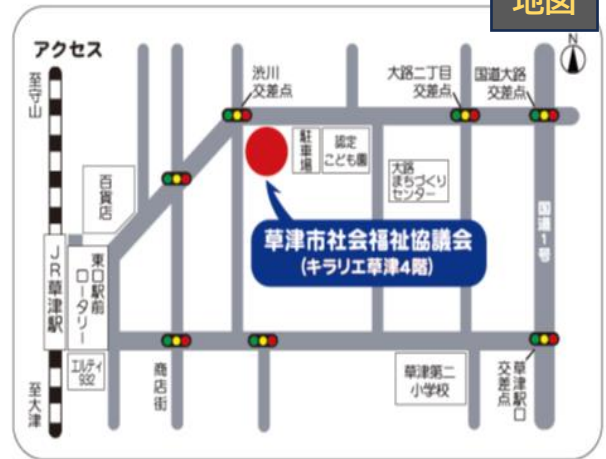 地図
アクセス
N
至守山
渋川
交差点
大路二丁目
交差点
国道大路
交差点
駐車場
認定
こども園
大路
まちづくり
センター
百貨店
草津市社会福祉協議会
(キラリエ草津4階)
国道1号
JR草津駅
東口駅前
ロータリー
エルティ
932
商店街
草津第二
小学校
草津駅口
交差点
至大津